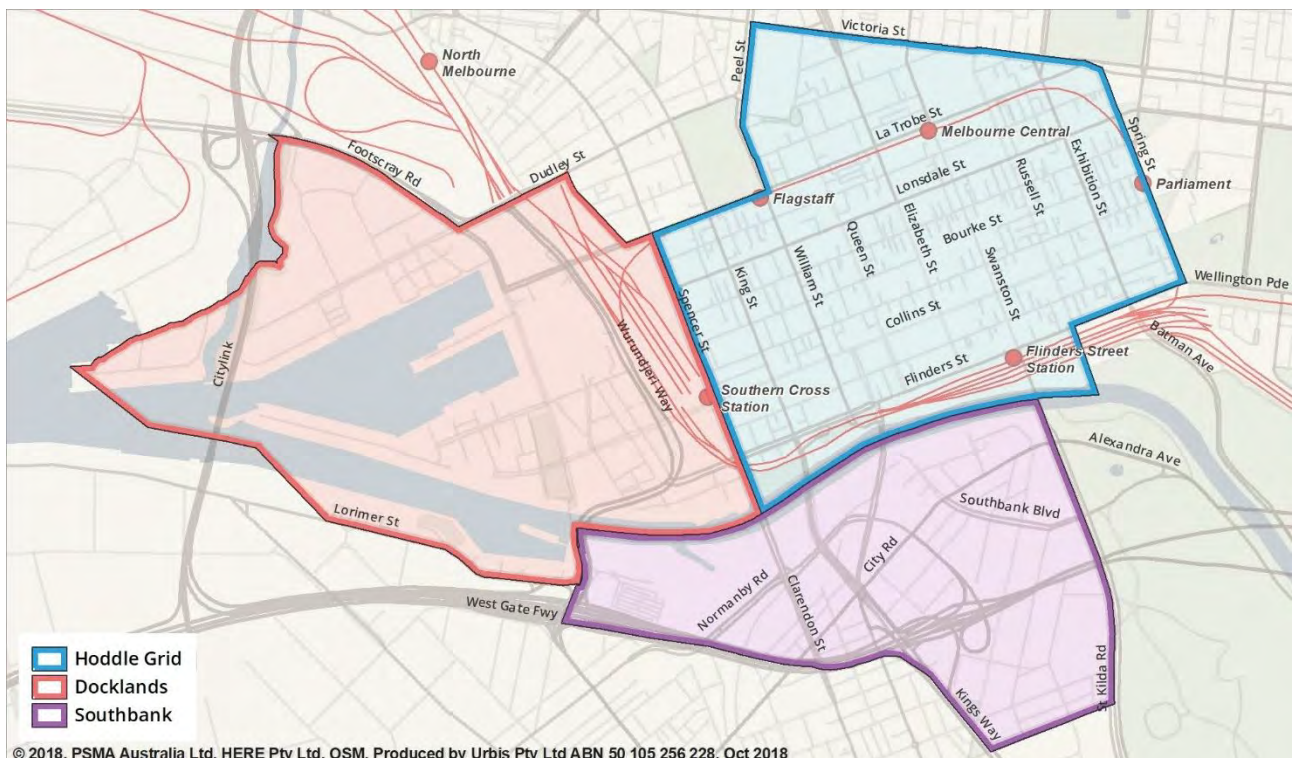 Victoria St
Peel St
North
Melbourne
La Trobe St
Melbourne Central
Spring St
Footscray Rd
Dudley St
Lonsdale St
Russell St
Exhibition St
Parliament
Flagstaff
Elizabeth St
Bourke St
Queen St
William St
King St
Swanston St
Wellington Pde
Spencer St
Collins St
Citylink
Wurundjeri Way
Flinders St
Flinders Street
Station
Batman Ave
Southern Cross
Station
Alexandra Ave
Southbank Blvd
Lorimer St
City Rd
Normanby Rd
Clarendon St
West Gate Fwy
St Kilda Rd
Kings Way
Hoddle Grid
Docklands
Southbank
© 2018. PSMA Australia Ltd, HERE Pty Ltd, OSM. Produced by Urbis Pty Ltd ABN 50 105 256 228, Oct 2018